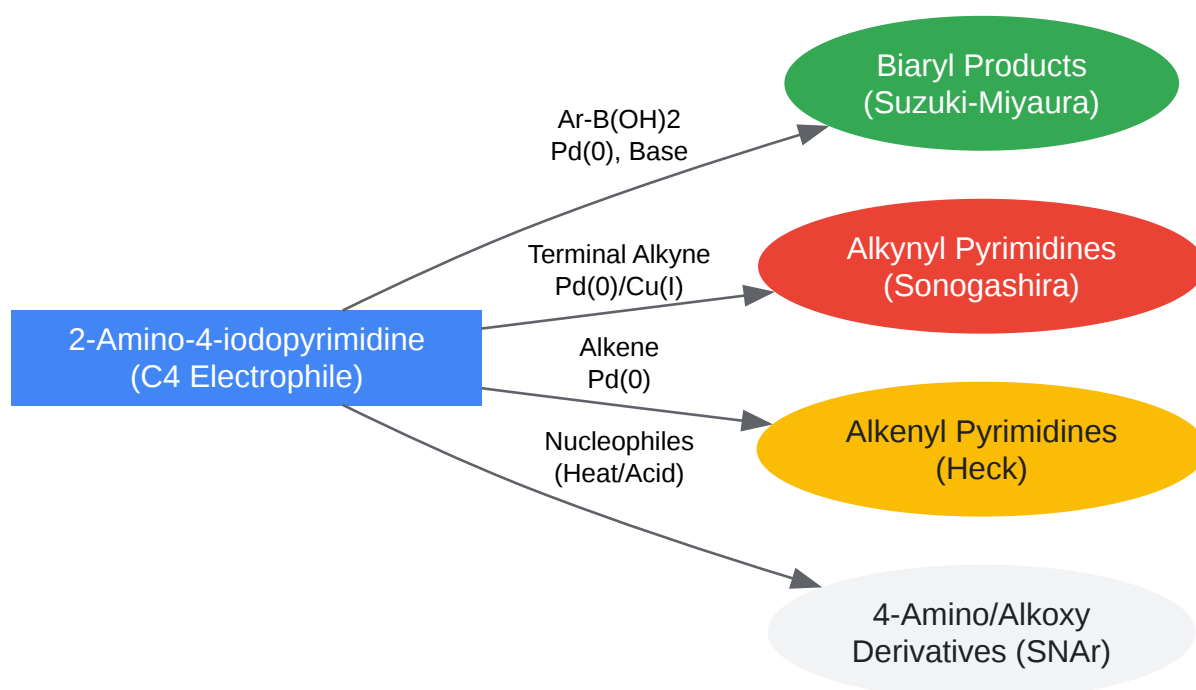 2-Amino-4-iodopyrimidine
(C4 Electrophile)
Ar-B(OH)2
Pd(0), Base
Biaryl Products
(Suzuki-Miyaura)
Terminal Alkyne
Pd(0)/Cu(I)
Alkynyl Pyrimidines
(Sonogashira)
Alkene
Pd(0)
Alkenyl Pyrimidines
(Heck)
Nucleophiles
(Heat/Acid)
4-Amino/Alkoxy
Derivatives (SNAr)